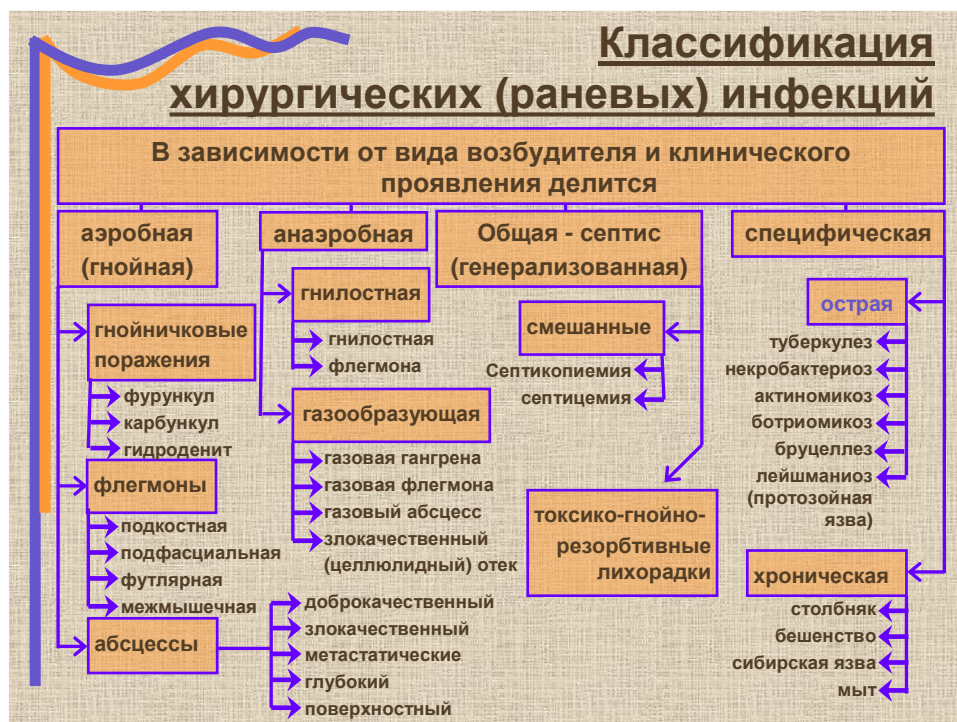 Классификация
хирургических (раневых) инфекций
В зависимости от вида возбудителя и клинического
проявления делится
аэробная
(гнойная)
гнойничковые
поражения
фурункул
карбункул
гидроденит
флегмоны
подкостная
подфасциальная
футлярная
межмышечная
абсцессы
доброкачественный
злокачественный
метастатические
глубокий
поверхностный
анаэробная
гнилостная
гнилостная
флегмона
газообразующая
газовая гангрена
газовая флегмона
газовый абсцесс
злокачественный
(целлюлидный) отек
Общая - септис
(генерализованная)
смешанные
Септикопиемия
септицемия
токсико-гнойно-
резорбтивные
лихорадки
специфическая
острая
туберкулез
некробактериоз
актиномикоз
ботриомикоз
бруцеллез
лейшманиоз
(протозойная
язва)
хроническая
столбняк
бешенство
сибирская язва
мыт